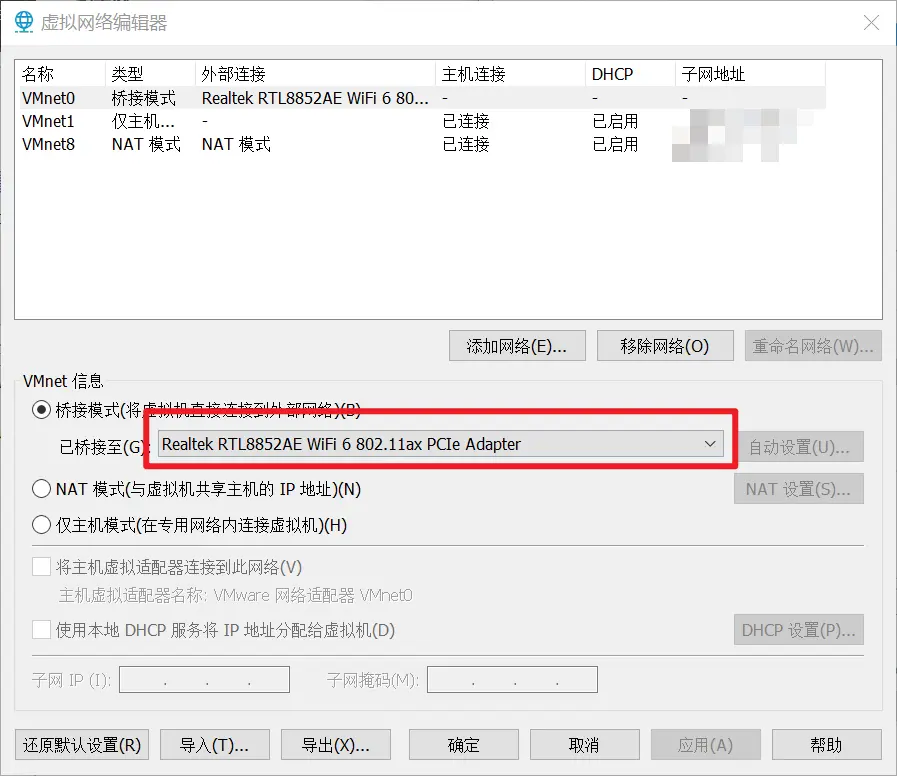 虚拟网络编辑器
名称 类型 外部连接 主机连接 DHCP 子网地址
VMnet0 桥接模式 Realtek RTL8852AE WiFi 6 80... - - -
VMnet1 仅主机... - 已连接 已启用
VMnet8 NAT 模式 NAT 模式 已连接 已启用
添加网络(E)... 移除网络(O) 重命名网络(W)...
VMnet 信息
桥接模式(将虚拟机直接连接到外部网络)(B)
已桥接至(G): Realtek RTL8852AE WiFi 6 802.11ax PCIe Adapter 自动设置(U)...
NAT 模式(与虚拟机共享主机的 IP 地址)(N) NAT 设置(S)...
仅主机模式(在专用网络内连接虚拟机)(H)
将主机虚拟适配器连接到此网络(V)
主机虚拟适配器名称: VMware 网络适配器 VMnet0
使用本地 DHCP 服务将 IP 地址分配给虚拟机(D) DHCP 设置(P)...
子网 IP (I): . . . 子网掩码(M): . . .
还原默认设置(R) 导入(T)... 导出(X)... 确定 取消 应用(A) 帮助